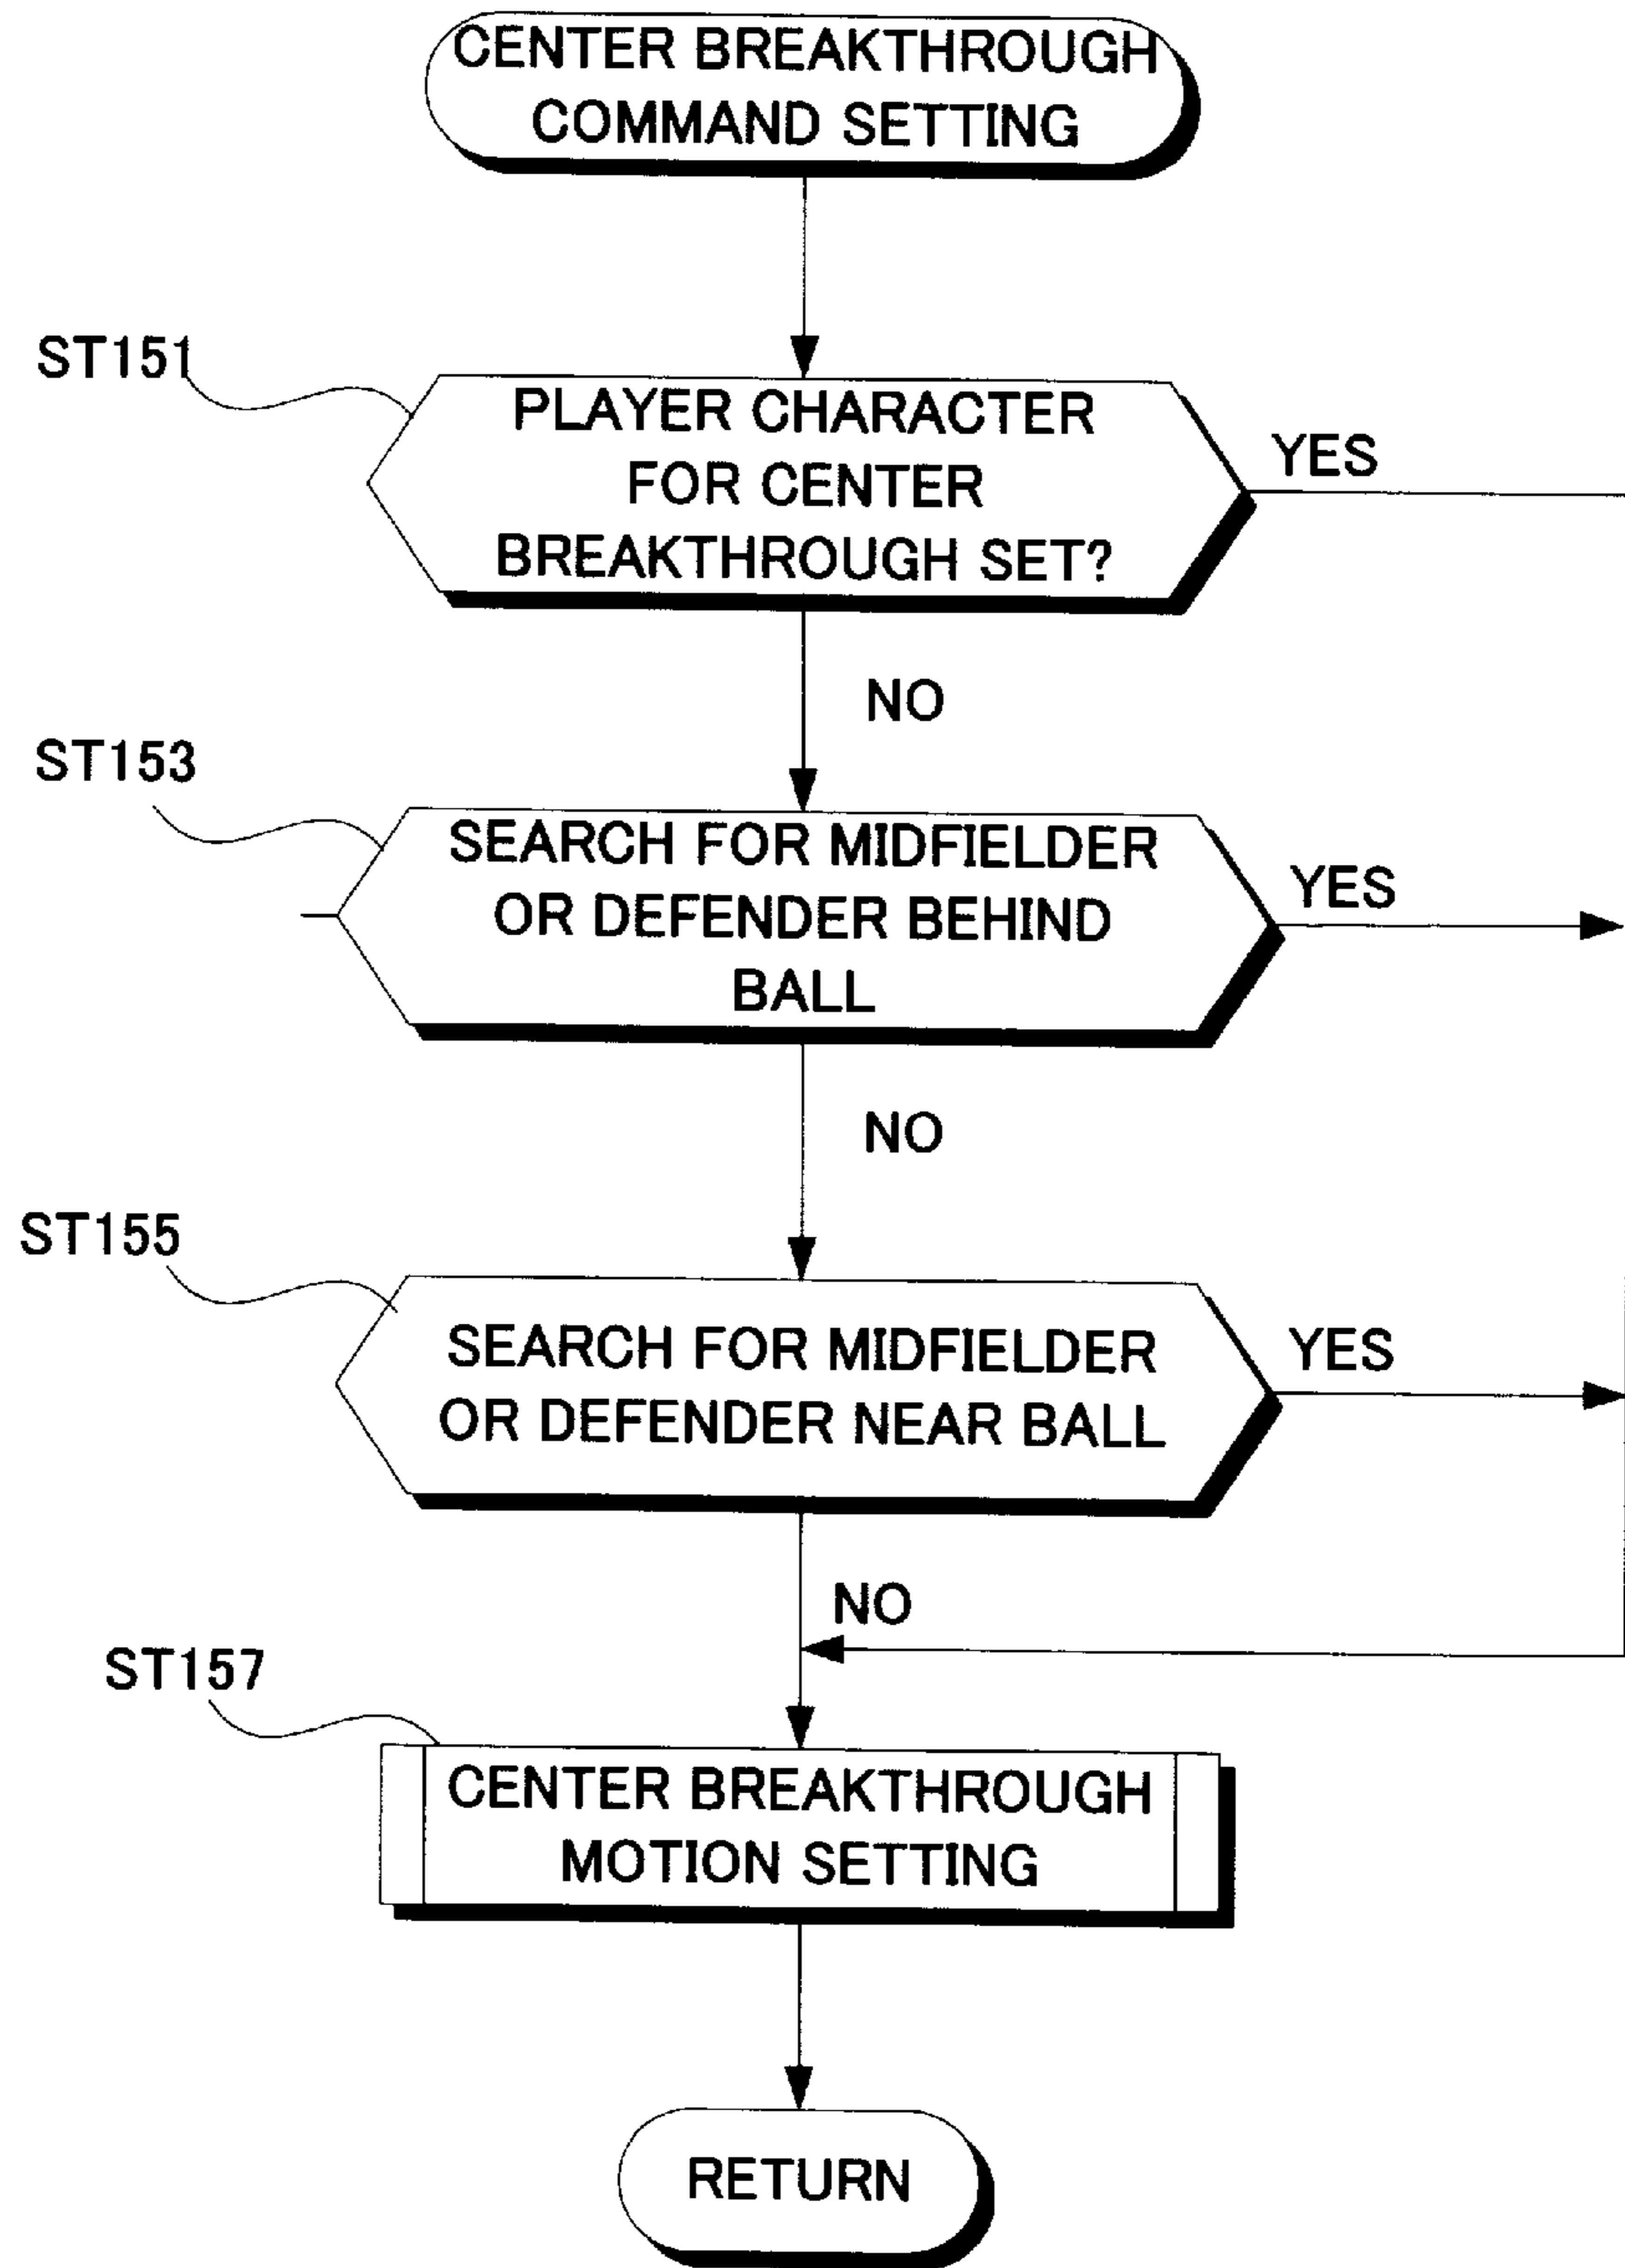 CENTER BREAKTHROUGH
COMMAND SETTING
ST151
PLAYER CHARACTER
FOR CENTER
BREAKTHROUGH SET?
YES
NO
ST153
SEARCH FOR MIDFIELDER
OR DEFENDER BEHIND
BALL
YES
NO
ST155
SEARCH FOR MIDFIELDER
OR DEFENDER NEAR BALL
YES
NO
ST157
CENTER BREAKTHROUGH
MOTION SETTING
RETURN